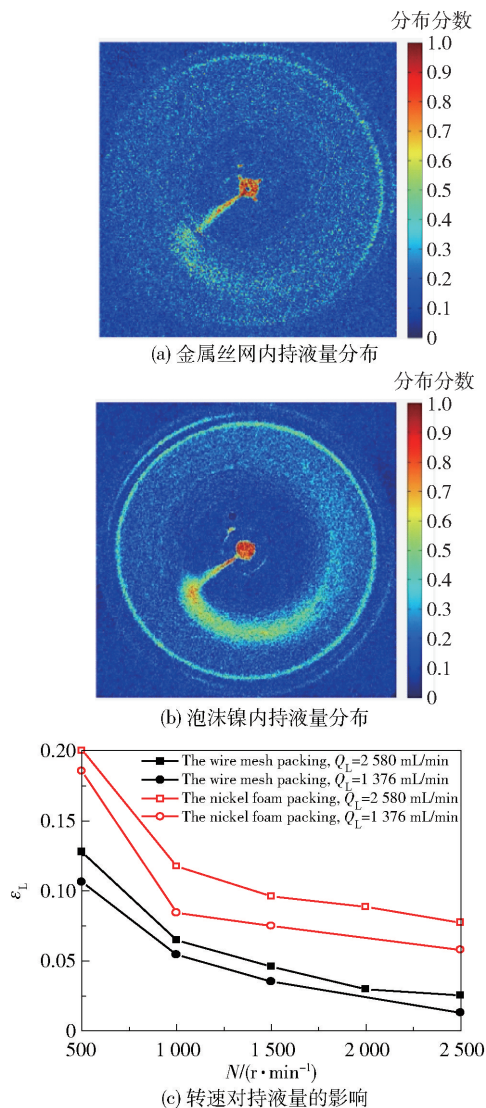 分布分数
1.0
0.9
0.8
0.7
0.6
0.5
0.4
0.3
0.2
0.1
0
(a) 金属丝网内持液量分布
分布分数
1.0
0.9
0.8
0.7
0.6
0.5
0.4
0.3
0.2
0.1
0
(b) 泡沫镍内持液量分布
0.20
0.15
0.10
0.05
0
εL
The wire mesh packing, QL=2 580 mL/min
The wire mesh packing, QL=1 376 mL/min
The nickel foam packing, QL=2 580 mL/min
The nickel foam packing, QL=1 376 mL/min
500 1 000 1 500 2 000 2 500
N/(r·min⁻¹)
(c) 转速对持液量的影响